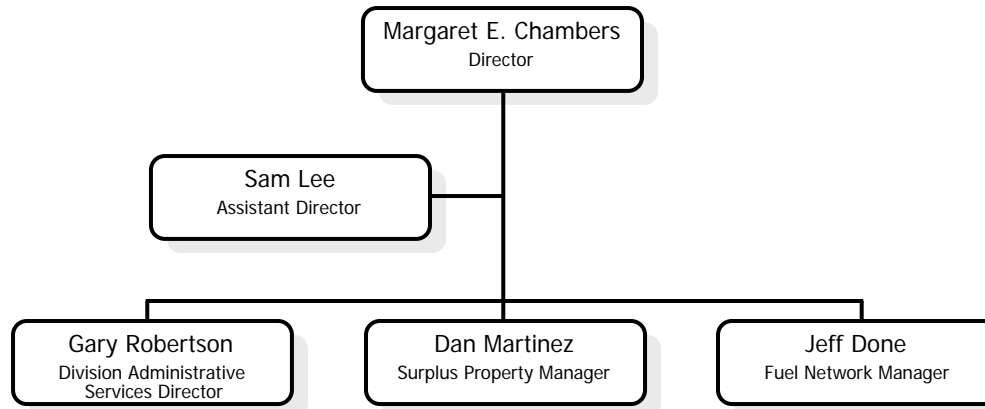 Margaret E. Chambers
Director
Sam Lee
Assistant Director
Gary Robertson
Division Administrative
Services Director
Dan Martinez
Surplus Property Manager
Jeff Done
Fuel Network Manager